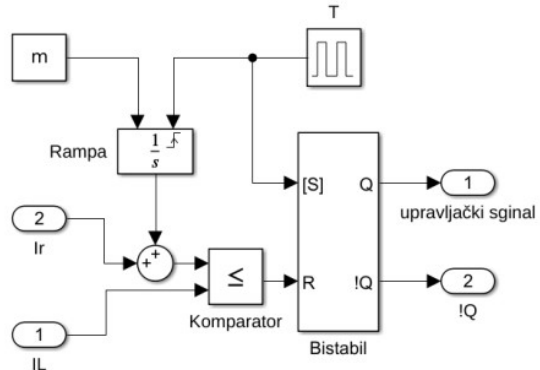 T
m
1
s
Rampa
2
Ir
+
+
≤
Komparator
1
IL
[S]
Q
R
!Q
Bistabil
1
upravljački sginal
2
!Q